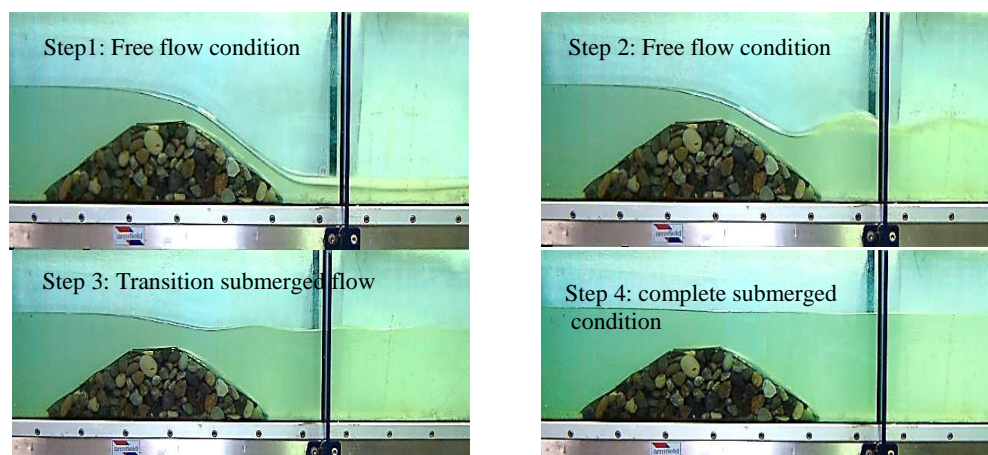 Step1: Free flow condition
Step 2: Free flow condition
armfield
Step 3: Transition submerged flow
Step 4: complete submerged
condition